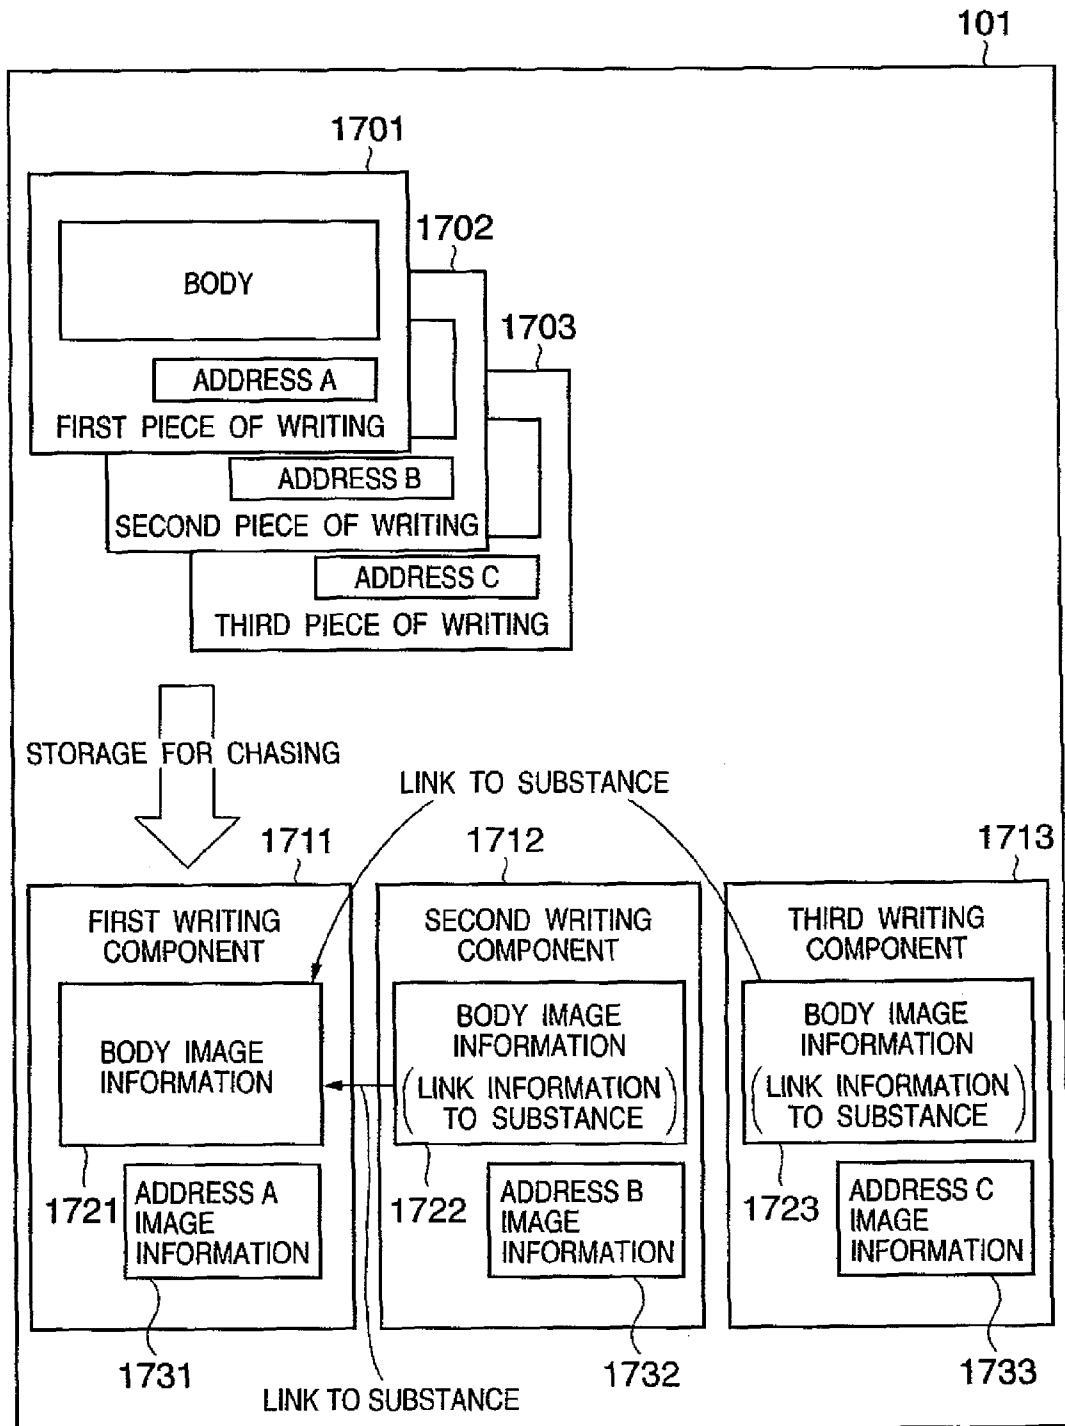 101
1701
BODY
ADDRESS A
FIRST PIECE OF WRITING
1702
ADDRESS B
SECOND PIECE OF WRITING
1703
ADDRESS C
THIRD PIECE OF WRITING
STORAGE FOR CHASING
LINK TO SUBSTANCE
1711
FIRST WRITING
COMPONENT
BODY IMAGE
INFORMATION
1721
ADDRESS A
IMAGE
INFORMATION
1731
1712
SECOND WRITING
COMPONENT
BODY IMAGE
INFORMATION
(LINK INFORMATION
TO SUBSTANCE)
1722
ADDRESS B
IMAGE
INFORMATION
1732
1713
THIRD WRITING
COMPONENT
BODY IMAGE
INFORMATION
(LINK INFORMATION
TO SUBSTANCE)
1723
ADDRESS C
IMAGE
INFORMATION
1733
LINK TO SUBSTANCE